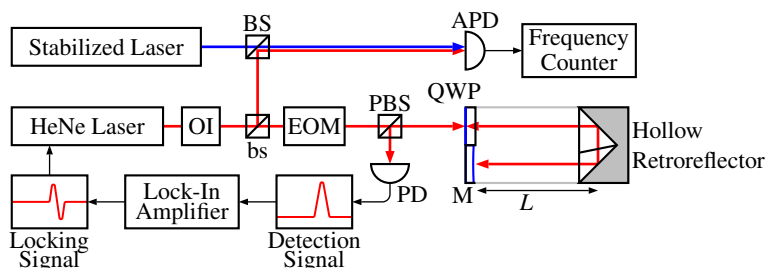 BS
APD
Stabilized Laser
Frequency
Counter
QWP
PBS
HeNe Laser
OI
EOM
bs
Hollow
Retroreflector
PD
M
L
Lock-In
Amplifier
Locking
Signal
Detection
Signal